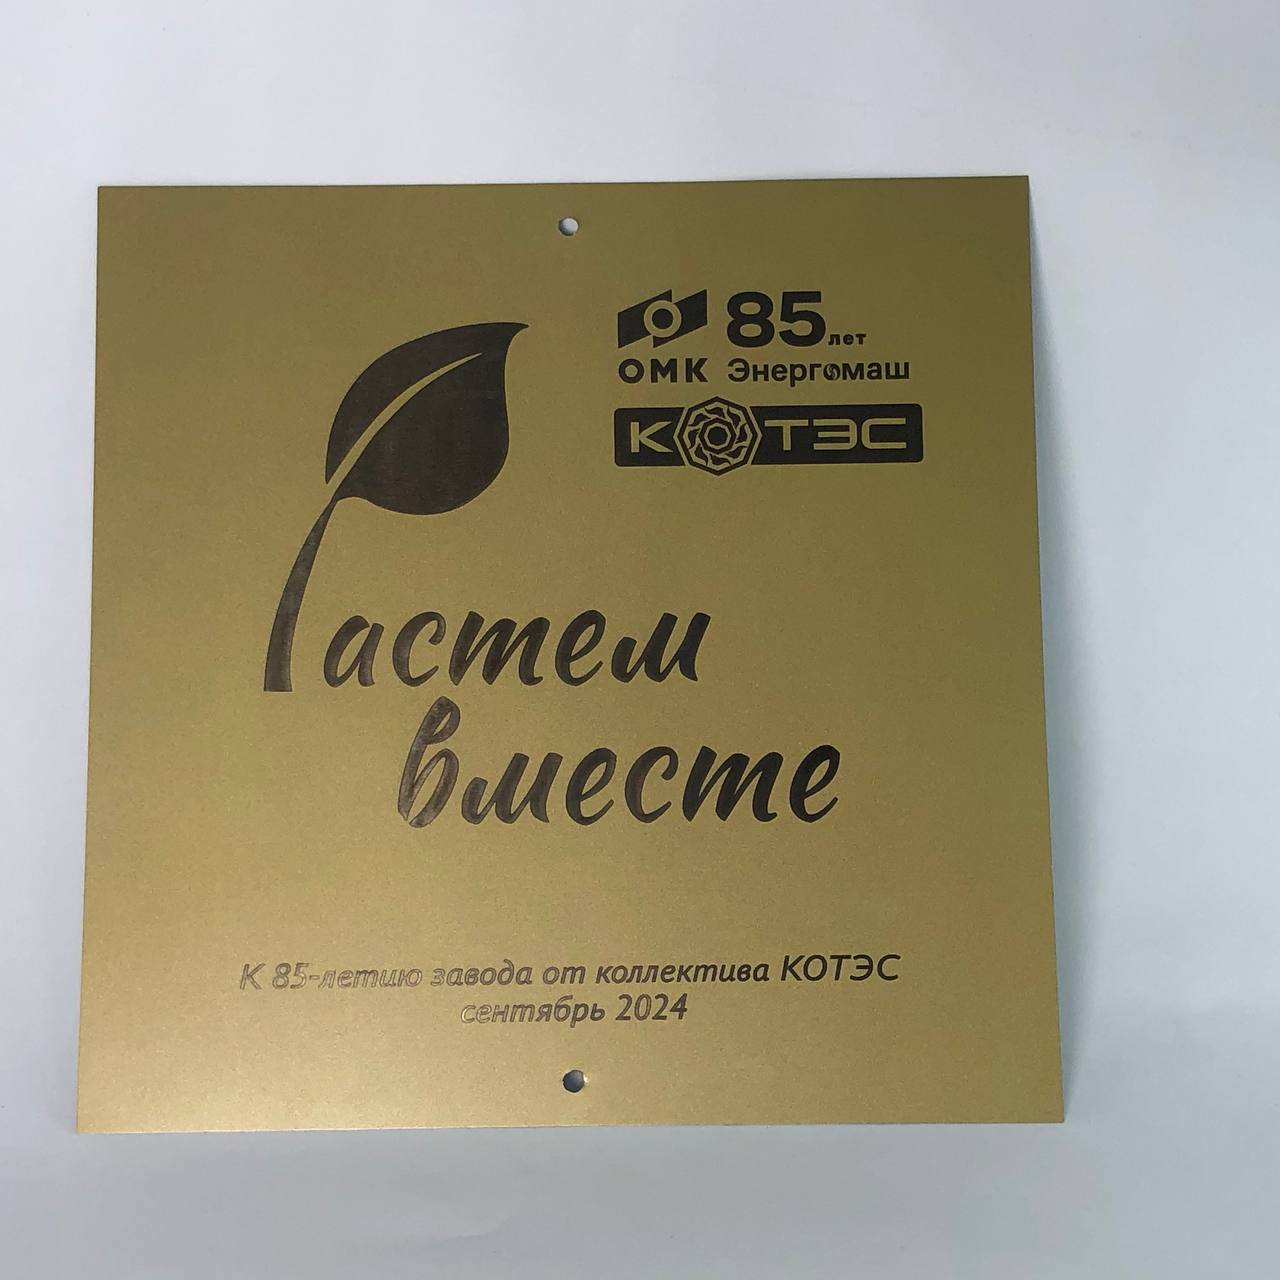 85 лет
ОМК Энергомаш
КОТЭС
Растем
вместе
К 85-летию завода от коллектива КОТЭС
сентябрь 2024